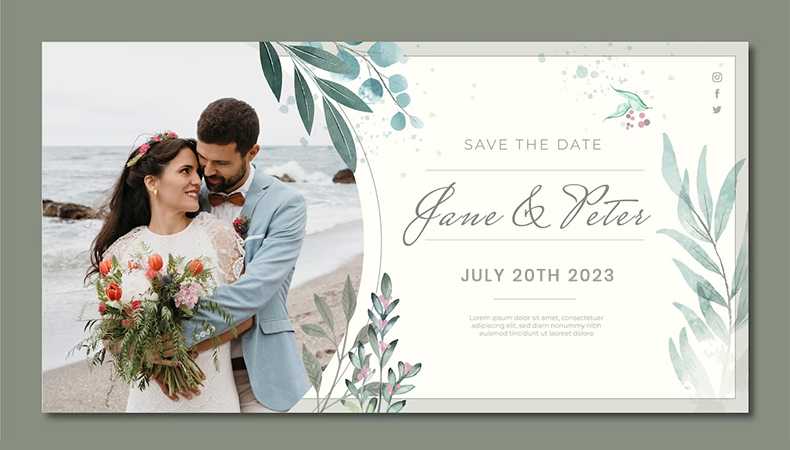 SAVE THE DATE
Jane & Peter
JULY 20TH 2023
Lorem ipsum dolor sit amet, consectetuer
adipiscing elit, sed diam nonummy nibh
euismod tincidunt ut laoreet dolore